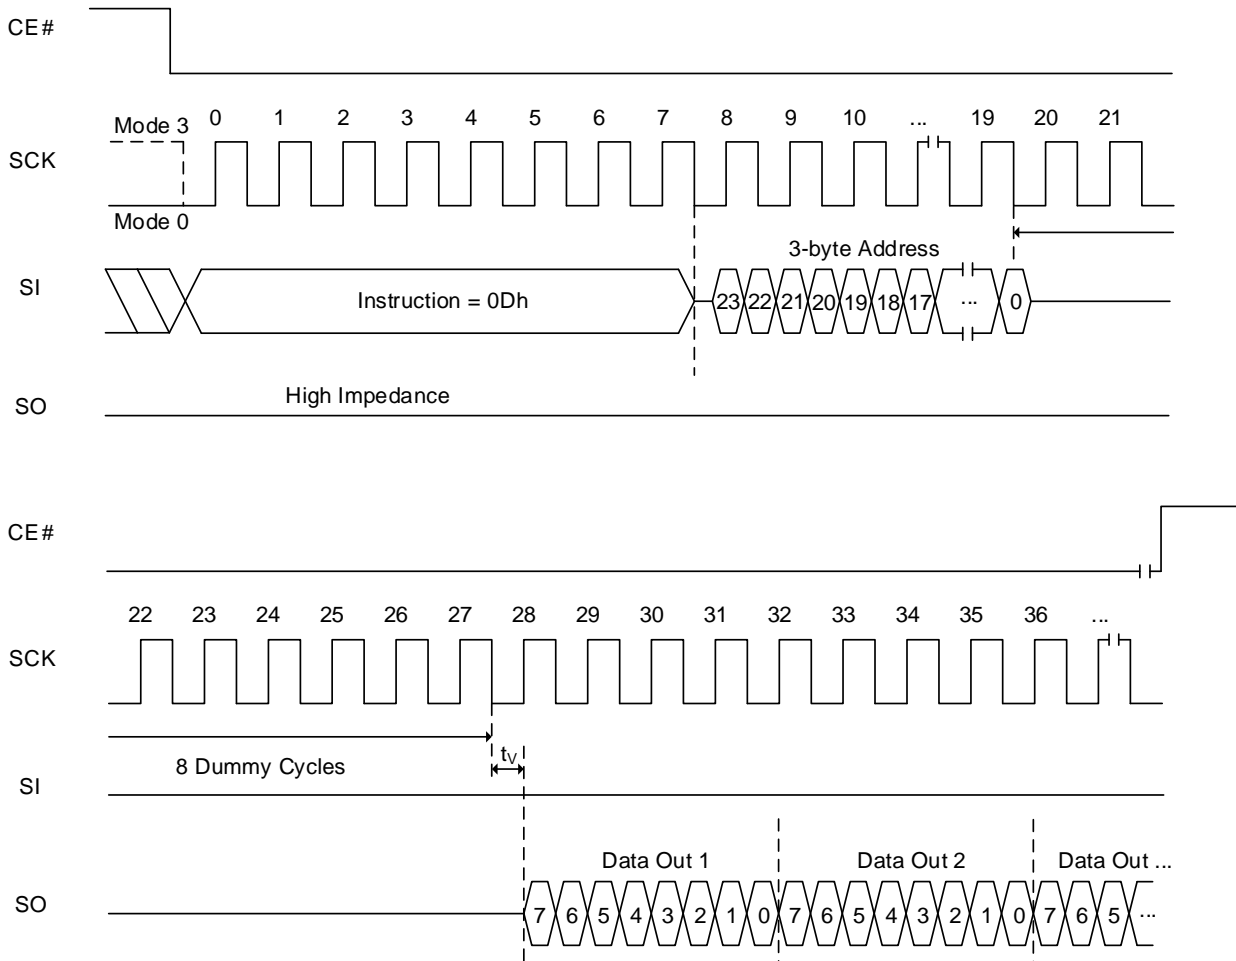 CE#
Mode 3 0 1 2 3 4 5 6 7 8 9 10 ... 19 20 21
SCK
Mode 0
3-byte Address
SI Instruction = 0Dh 23 22 21 20 19 18 17 ... 0
High Impedance
SO
CE#
22 23 24 25 26 27 28 29 30 31 32 33 34 35 36 ...
SCK
tV
8 Dummy Cycles
SI
Data Out 1 Data Out 2 Data Out ...
SO 7 6 5 4 3 2 1 0 7 6 5 4 3 2 1 0 7 6 5 ...